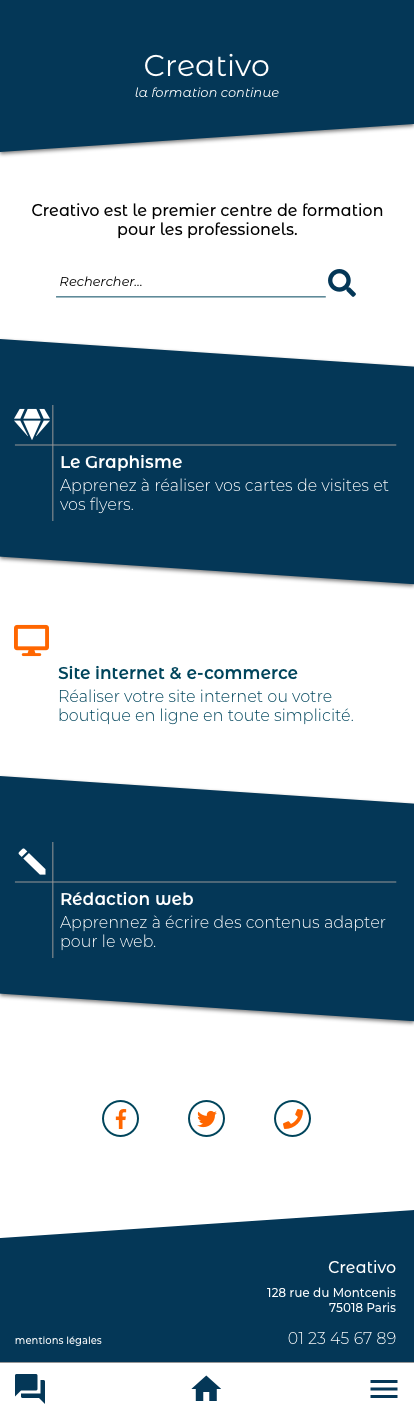 Creativo
la formation continue
Creativo est le premier centre de formation
pour les professionels.
Rechercher...
Le Graphisme
Apprenez à réaliser vos cartes de visites et
vos flyers.
Site internet & e-commerce
Réaliser votre site internet ou votre
boutique en ligne en toute simplicité.
Rédaction web
Apprennez à écrire des contenus adapter
pour le web.
Creativo
128 rue du Montcenis
75018 Paris
mentions légales
01 23 45 67 89